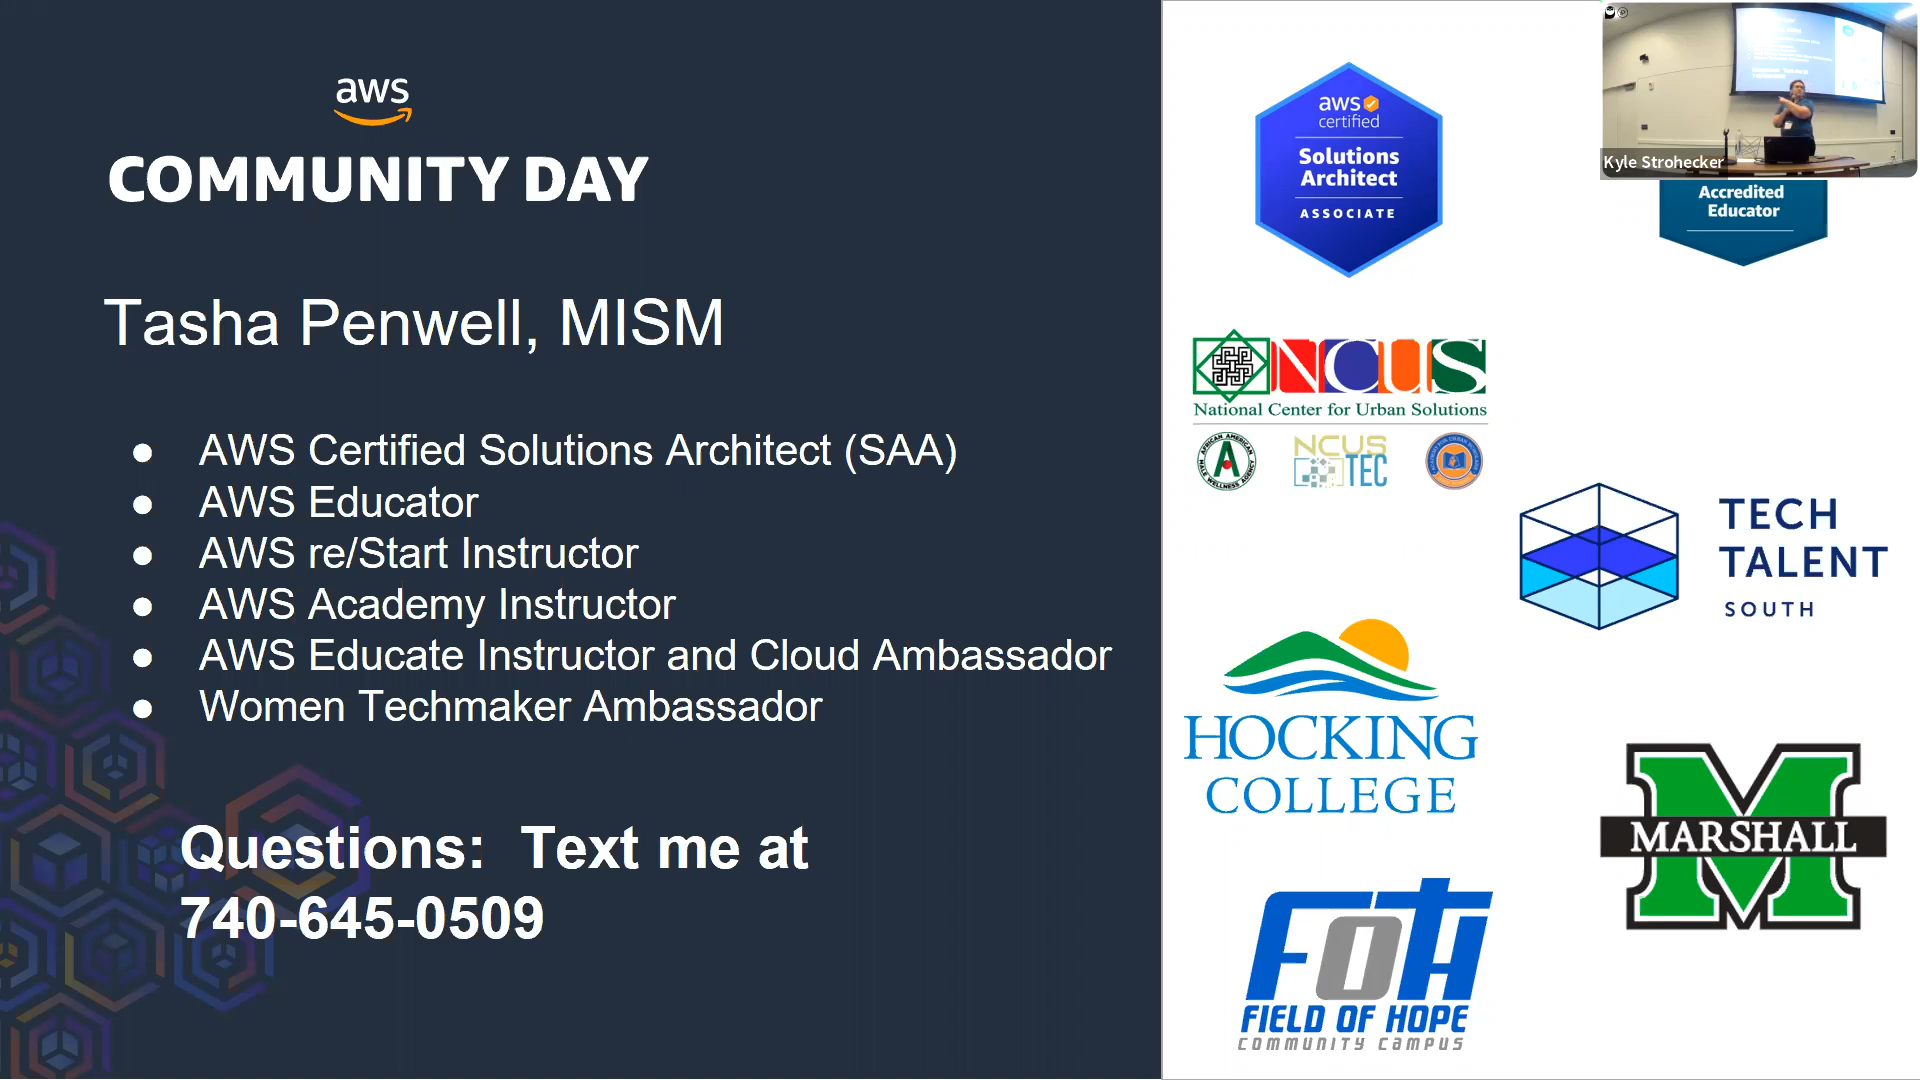 aws
COMMUNITY DAY
Tasha Penwell, MISM
● AWS Certified Solutions Architect (SAA)
● AWS Educator
● AWS re/Start Instructor
● AWS Academy Instructor
● AWS Educate Instructor and Cloud Ambassador
● Women Techmaker Ambassador
Questions: Text me at
740-645-0509
aws
certified
Solutions
Architect
ASSOCIATE
Kyle Strohecker
Accredited
Educator
NCUS
National Center for Urban Solutions
A
NCUS
TEC
TECH
TALENT
SOUTH
HOCKING
COLLEGE
M
MARSHALL
FOTH
FIELD OF HOPE
COMMUNITY CAMPUS